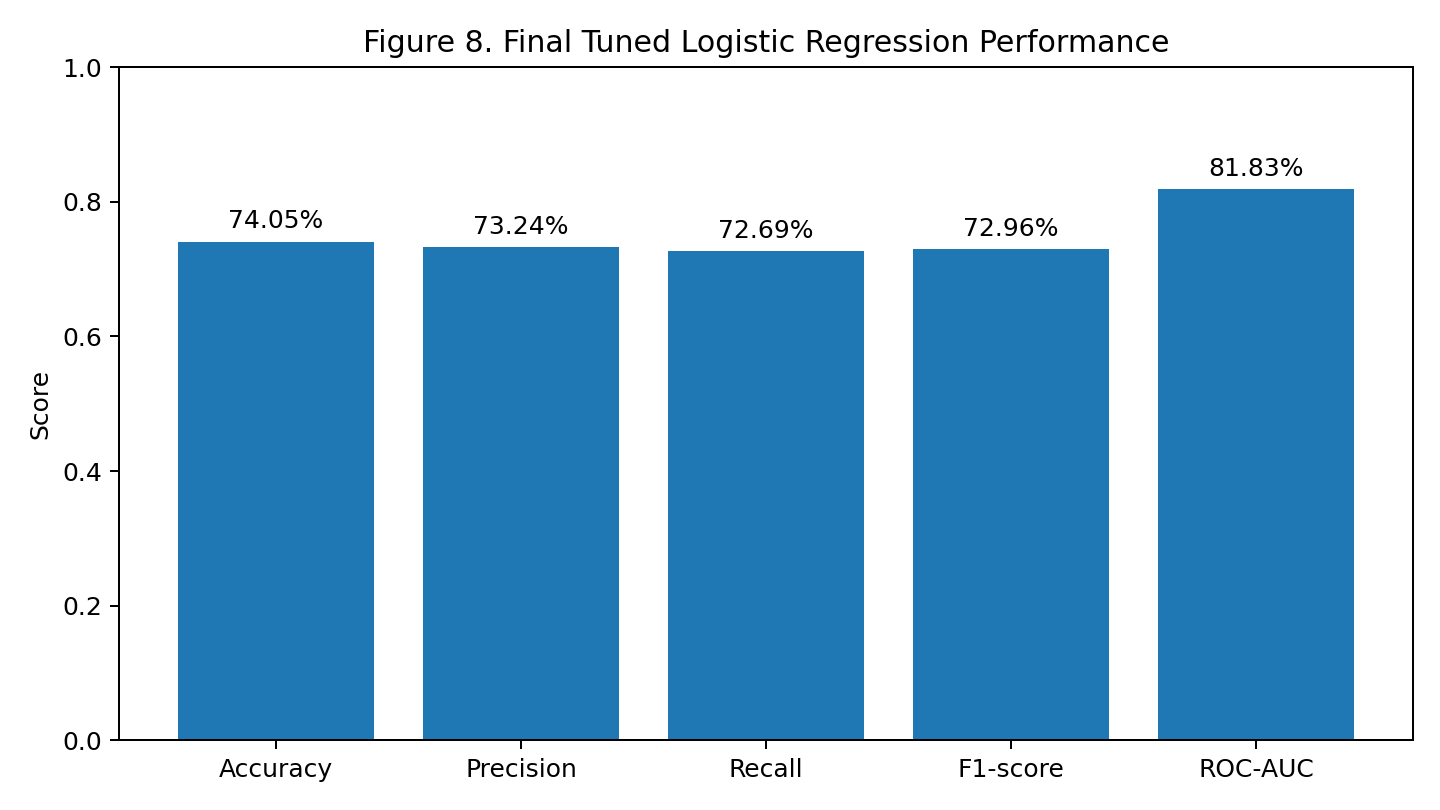 Figure 8. Final Tuned Logistic Regression Performance
1.0
0.8
0.6
0.4
0.2
0.0
Score
74.05%
73.24%
72.69%
72.96%
81.83%
Accuracy
Precision
Recall
F1-score
ROC-AUC